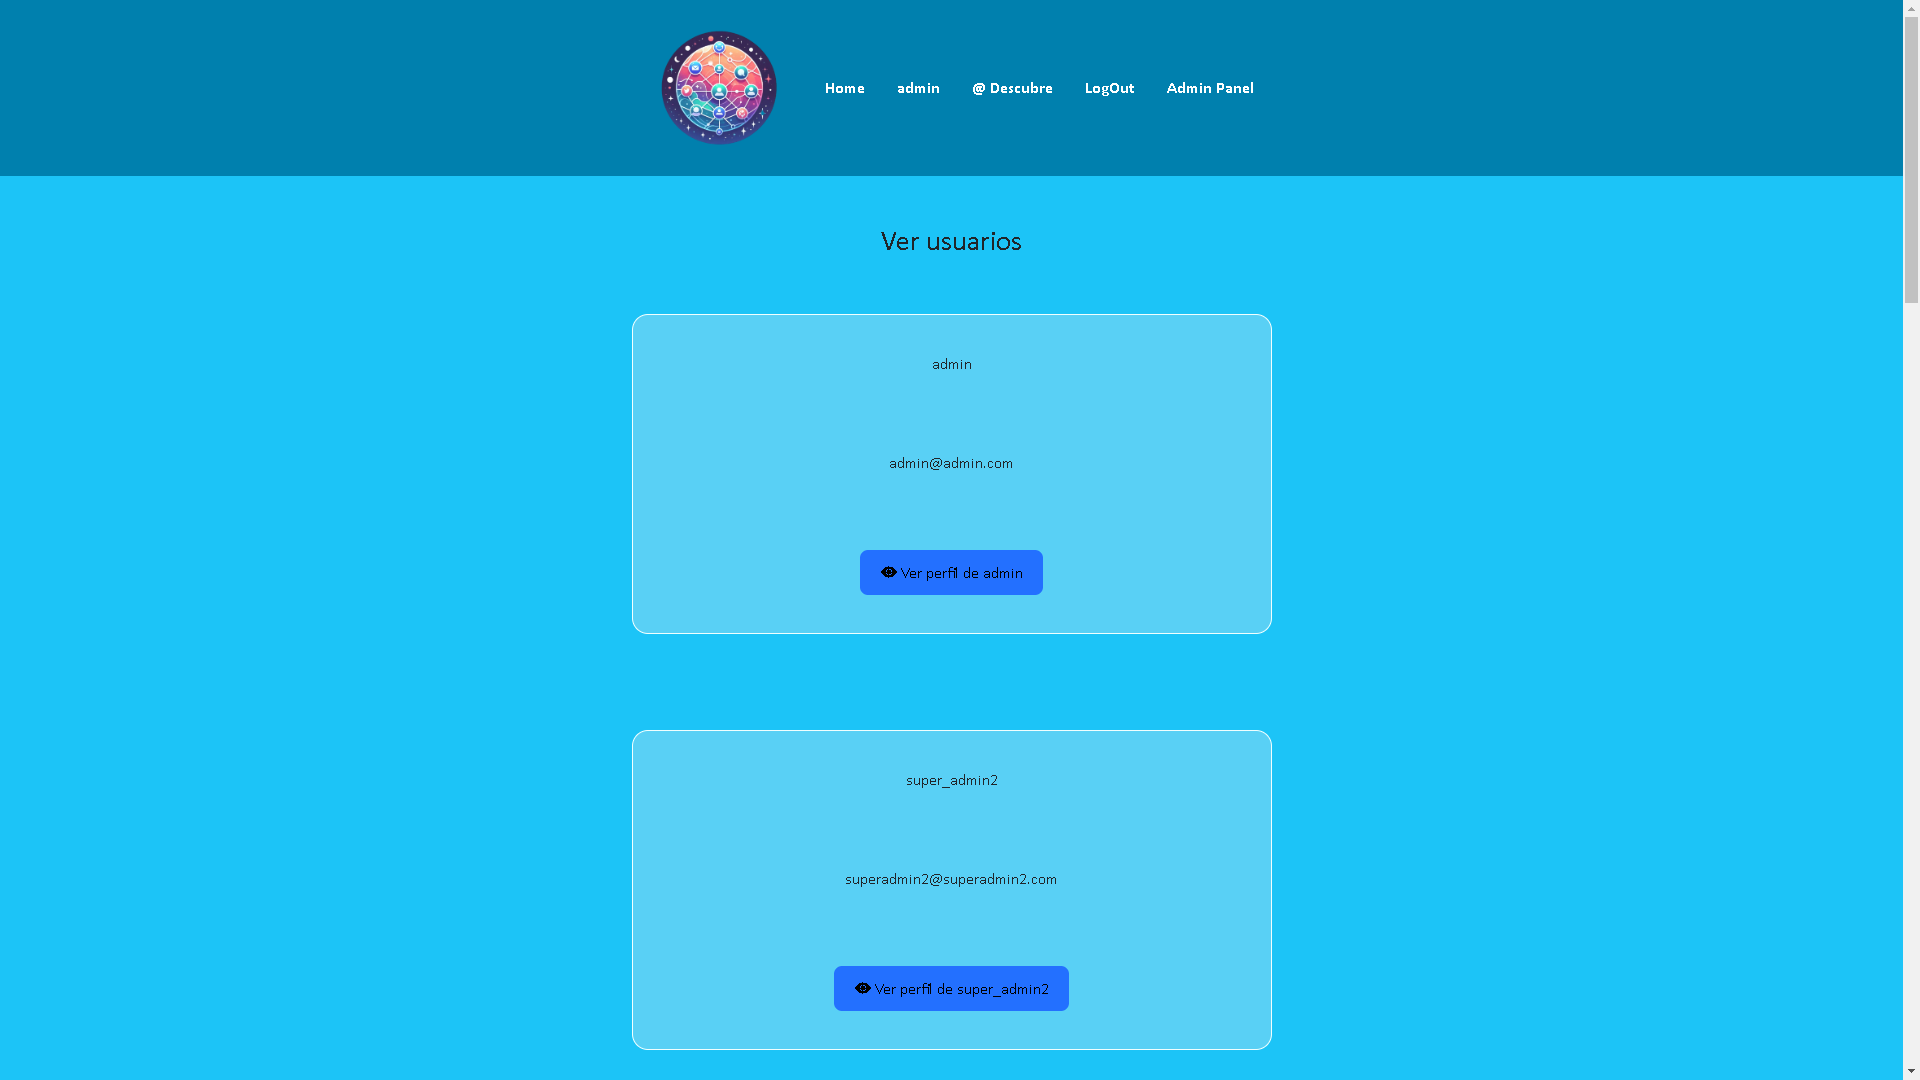 Home admin @ Descubre LogOut Admin Panel
Ver usuarios
admin
admin@admin.com
Ver perfil de admin
super_admin2
superadmin2@superadmin2.com
Ver perfil de super_admin2